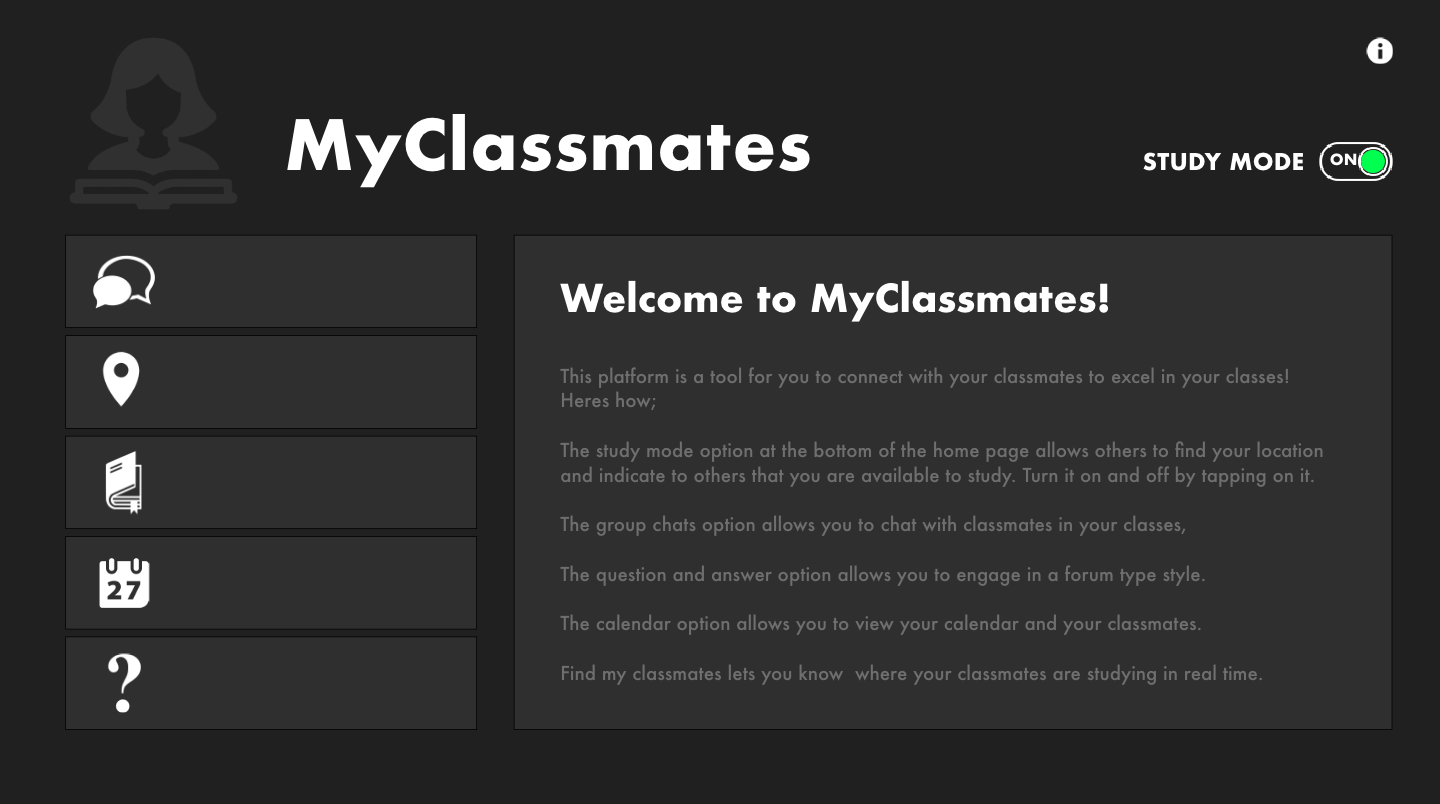 MyClassmates
STUDY MODE ON
27
?
Welcome to MyClassmates!
This platform is a tool for you to connect with your classmates to excel in your classes!
Heres how;
The study mode option at the bottom of the home page allows others to find your location
and indicate to others that you are available to study. Turn it on and off by tapping on it.
The group chats option allows you to chat with classmates in your classes,
The question and answer option allows you to engage in a forum type style.
The calendar option allows you to view your calendar and your classmates.
Find my classmates lets you know  where your classmates are studying in real time.